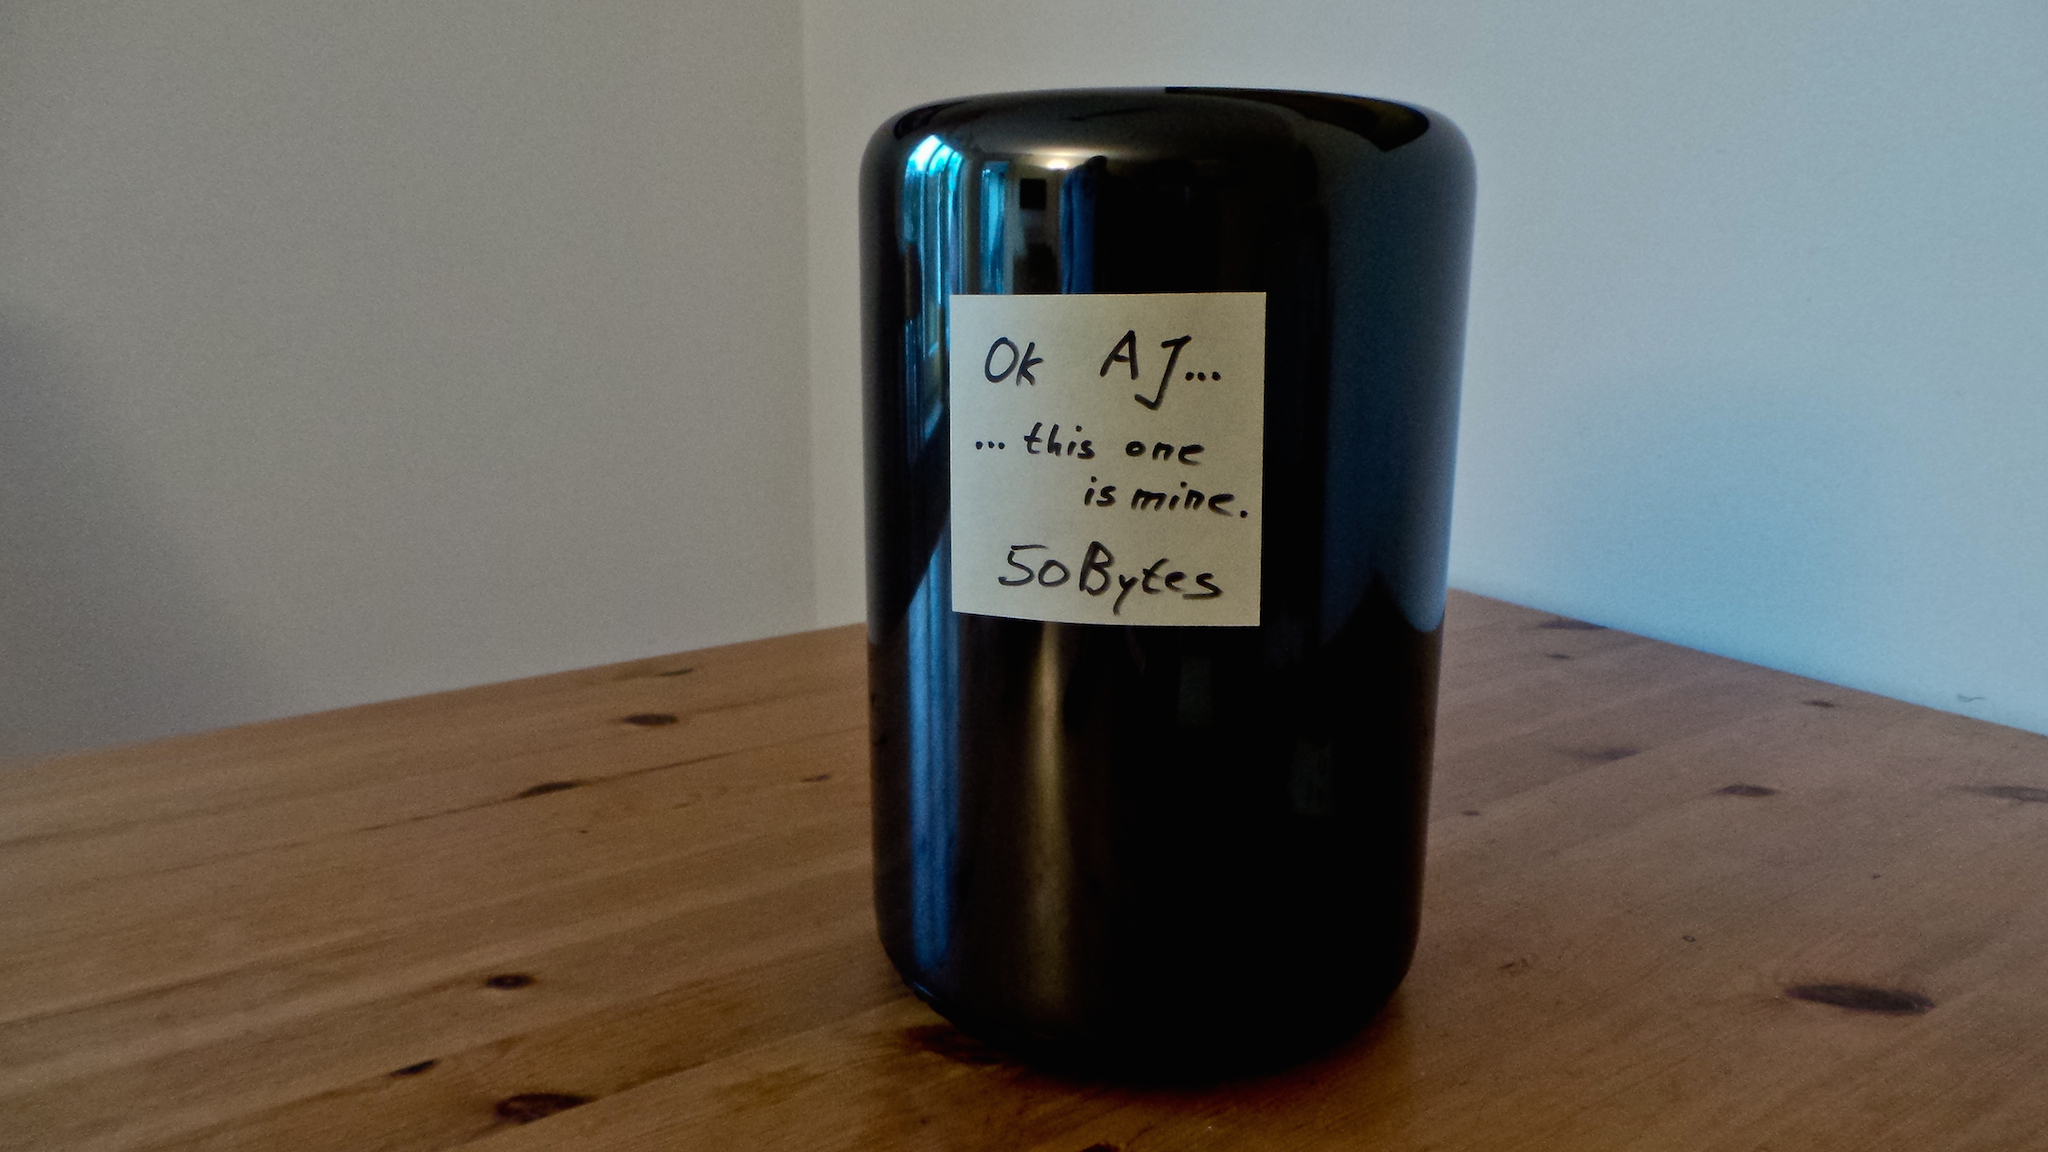 Ok AJ...
...this one
is mine.
50Bytes